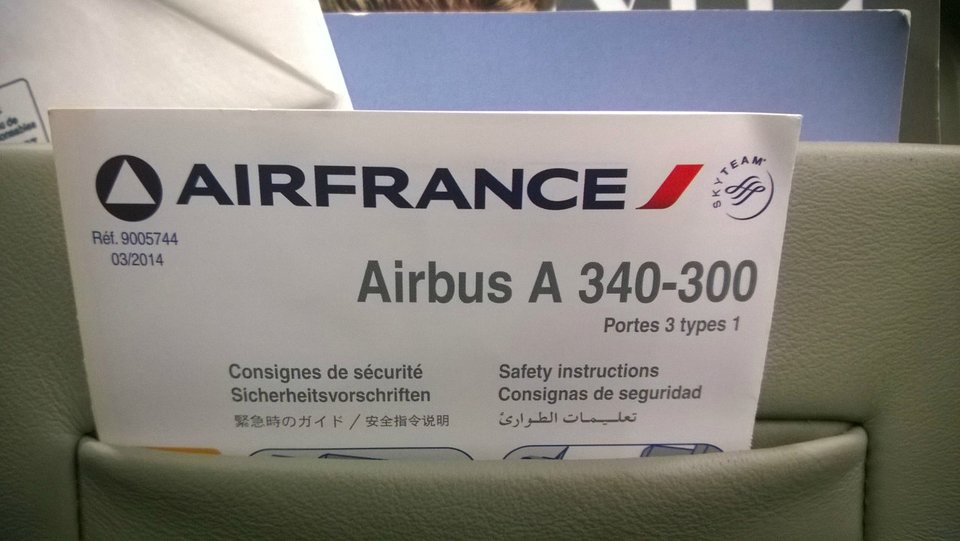 AIRFRANCE
SKYTEAM
Réf. 9005744
03/2014
Airbus A 340-300
Portes 3 types 1
Consignes de sécurité
Sicherheitsvorschriften
緊急時のガイド / 安全指令说明
Safety instructions
Consignas de seguridad
تعليمات الطوارئ